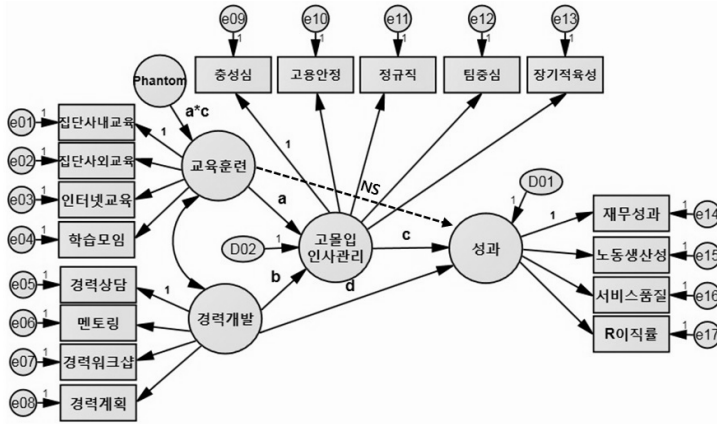 e09
e10
e11
e12
e13
1
1
1
1
1
충성심
고용안정
정규직
팀중심
장기적육성
Phantom
a*c
e01
1
집단사내교육
1
e02
1
집단사외교육
e03
1
인터넷교육
e04
1
학습모임
교육훈련
1
NS
a
D01
1
D02
1
고몰입
인사관리
c
성과
b
d
1
재무성과
1
e14
노동생산성
1
e15
서비스품질
1
e16
R이직률
1
e17
e05
1
경력상담
1
e06
1
멘토링
e07
1
경력워크샵
e08
1
경력계획
경력개발